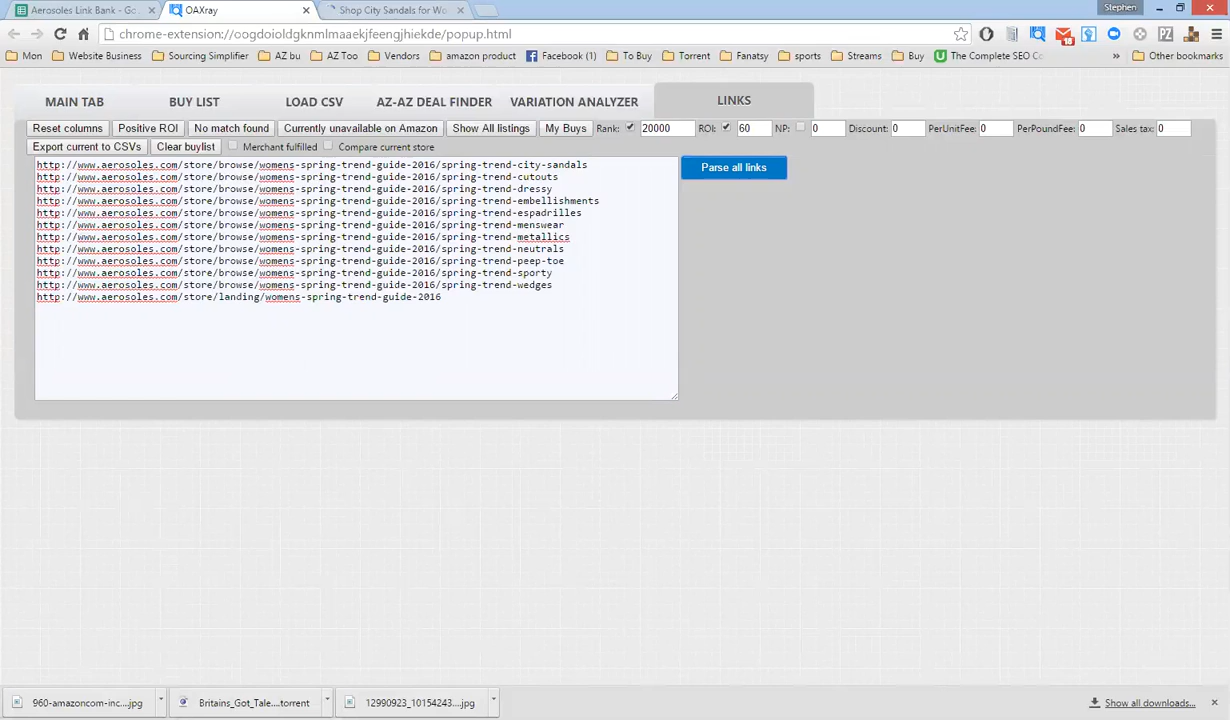 Aerosoles Link Bank - Go
OAXray
Shop City Sandals for Wo
Stephen
chrome-extension://oogdoioldgknmlmaaekjfeengjhiekde/popup.html
18
PZ
Mon
Website Business
Sourcing Simplifier
AZ bu
AZ Too
Vendors
amazon product
Facebook (1)
To Buy
Torrent
Fanatsy
sports
Streams
Buy
The Complete SEO Co
»
Other bookmarks
MAIN TAB
BUY LIST
LOAD CSV
AZ-AZ DEAL FINDER
VARIATION ANALYZER
LINKS
Reset columns
Positive ROI
No match found
Currently unavailable on Amazon
Show All listings
My Buys
Rank: 20000
ROI: 60
NP: 0
Discount: 0
PerUnitFee: 0
PerPoundFee: 0
Sales tax: 0
Export current to CSVs
Clear buylist
Merchant fulfilled
Compare current store
http://www.aerosoles.com/store/browse/womens-spring-trend-guide-2016/spring-trend-city-sandals
http://www.aerosoles.com/store/browse/womens-spring-trend-guide-2016/spring-trend-cutouts
http://www.aerosoles.com/store/browse/womens-spring-trend-guide-2016/spring-trend-dressy
http://www.aerosoles.com/store/browse/womens-spring-trend-guide-2016/spring-trend-embellishments
http://www.aerosoles.com/store/browse/womens-spring-trend-guide-2016/spring-trend-espadrilles
http://www.aerosoles.com/store/browse/womens-spring-trend-guide-2016/spring-trend-menswear
http://www.aerosoles.com/store/browse/womens-spring-trend-guide-2016/spring-trend-metallics
http://www.aerosoles.com/store/browse/womens-spring-trend-guide-2016/spring-trend-neutrals
http://www.aerosoles.com/store/browse/womens-spring-trend-guide-2016/spring-trend-peep-toe
http://www.aerosoles.com/store/browse/womens-spring-trend-guide-2016/spring-trend-sporty
http://www.aerosoles.com/store/browse/womens-spring-trend-guide-2016/spring-trend-wedges
http://www.aerosoles.com/store/landing/womens-spring-trend-guide-2016
Parse all links
960-amazoncom-inc....jpg
Britains_Got_Tale....torrent
12990923_10154243....jpg
Show all downloads...